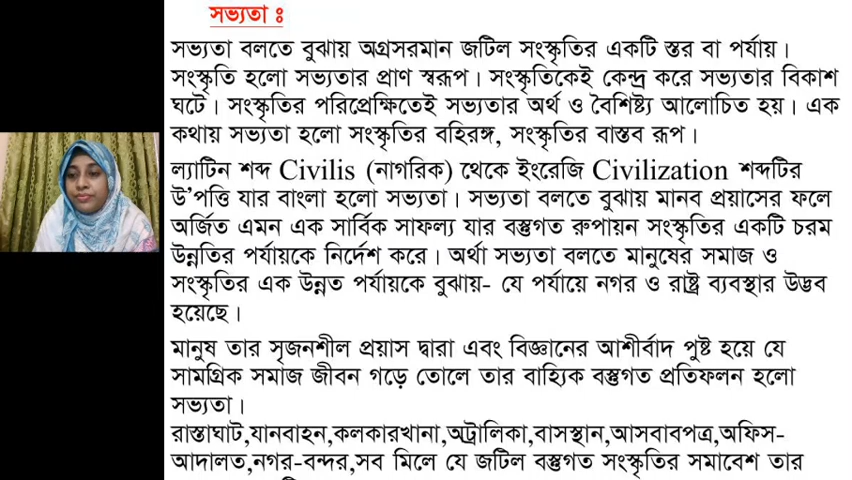 সভ্যতা ঃ
সভ্যতা বলতে বুঝায় অগ্রসরমান জটিল সংস্কৃতির একটি স্তর বা পর্যায়।
সংস্কৃতি হলো সভ্যতার প্রাণ স্বরূপ। সংস্কৃতিকেই কেন্দ্র করে সভ্যতার বিকাশ
ঘটে। সংস্কৃতির পরিপ্রেক্ষিতেই সভ্যতার অর্থ ও বৈশিষ্ট্য আলোচিত হয়। এক
কথায় সভ্যতা হলো সংস্কৃতির বহিরঙ্গ, সংস্কৃতির বাস্তব রূপ।
ল্যাটিন শব্দ Civilis (নাগরিক) থেকে ইংরেজি Civilization শব্দটির
উ'পত্তি যার বাংলা হলো সভ্যতা। সভ্যতা বলতে বুঝায় মানব প্রয়াসের ফলে
অর্জিত এমন এক সার্বিক সাফল্য যার বস্তুগত রুপায়ন সংস্কৃতির একটি চরম
উন্নতির পর্যায়কে নির্দেশ করে। অর্থা সভ্যতা বলতে মানুষের সমাজ ও
সংস্কৃতির এক উন্নত পর্যায়কে বুঝায়- যে পর্যায়ে নগর ও রাষ্ট্র ব্যবস্থার উদ্ভব
হয়েছে।
মানুষ তার সৃজনশীল প্রয়াস দ্বারা এবং বিজ্ঞানের আশীর্বাদ পুষ্ট হয়ে যে
সামগ্রিক সমাজ জীবন গড়ে তোলে তার বাহ্যিক বস্তুগত প্রতিফলন হলো
সভ্যতা।
রাস্তাঘাট,যানবাহন,কলকারখানা,অট্রালিকা,বাসস্থান,আসবাবপত্র,অফিস-
আদালত,নগর-বন্দর,সব মিলে যে জটিল বস্তুগত সংস্কৃতির সমাবেশ তার